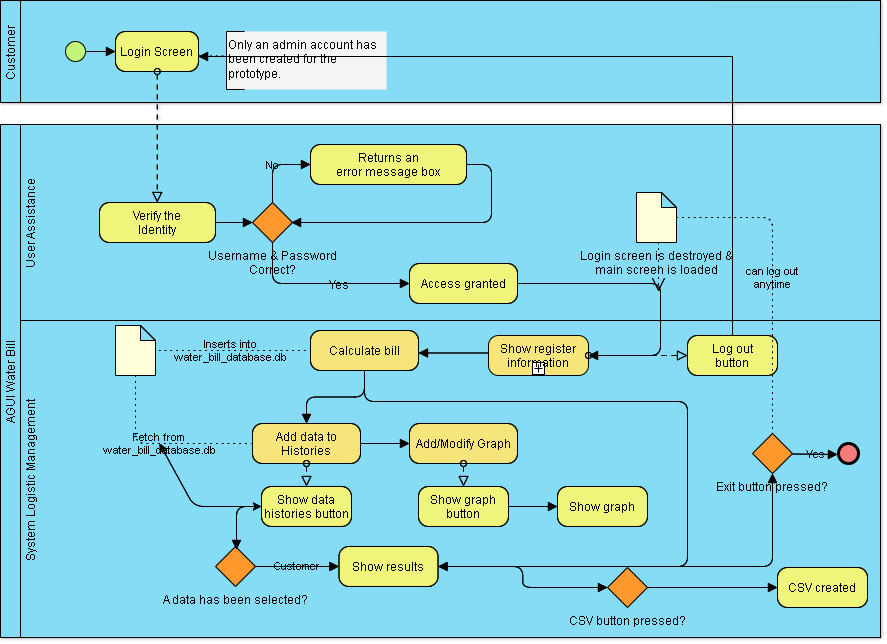 Customer
Login Screen
Only an admin account has
been created for the
prototype.
AGUI Water Bill
UserAssistance
No
Returns an
error message box
Verify the
Identity
Username & Password
Correct?
Yes
Access granted
Login screen is destroyed &
main screen is loaded
can log out
anytime
System Logistic Management
Inserts into
water_bill_database.db
Calculate bill
Show register
information
Log out
button
Fetch from
water_bill_database.db
Add data to
Histories
Add/Modify Graph
Yes
Exit button pressed?
Show data
histories button
Show graph
button
Show graph
Customer
Show results
A data has been selected?
CSV button pressed?
CSV created